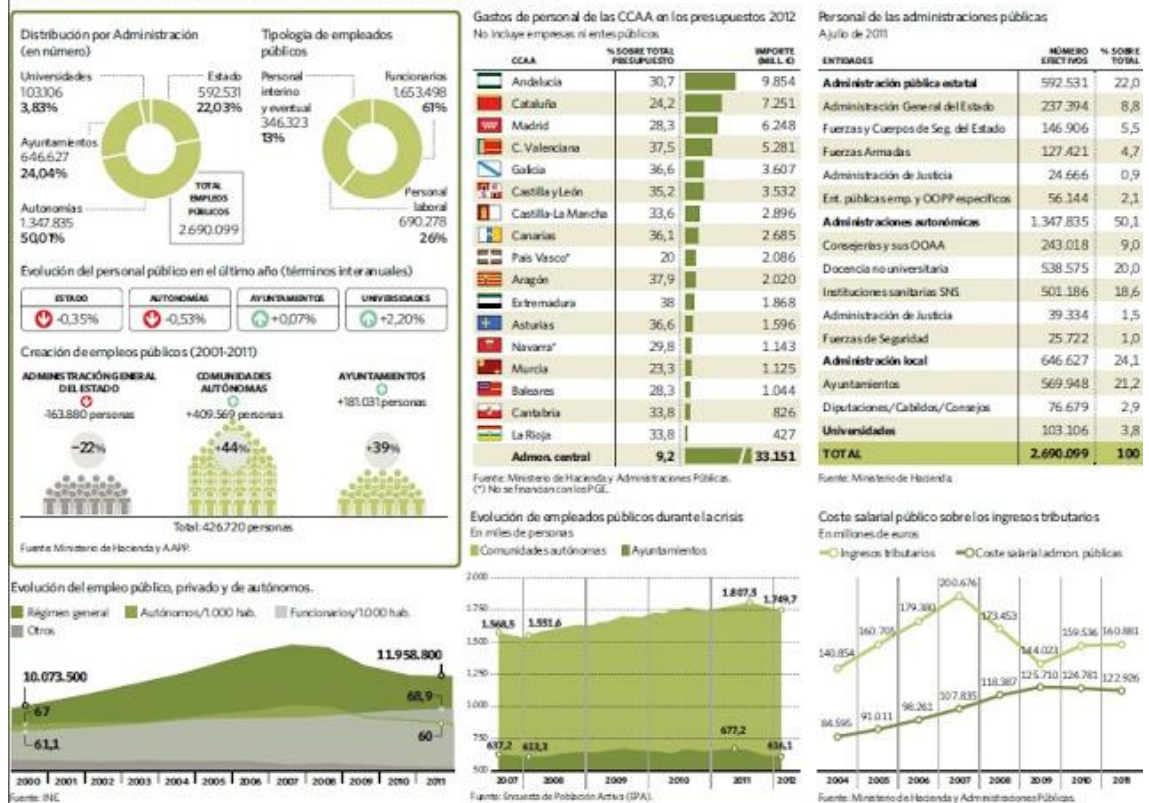 Distribución por Administración
(en número)
Universidades
103.106
3,83%
Estado
592.531
22,03%
Ayuntamientos
646.627
24,04%
Autonomías
1.347.835
50,01%
TOTAL
EMPLEOS
PÚBLICOS
2.690.099
Tipología de empleados
públicos
Personal
interino
y eventual
346.323
13%
Funcionarios
1.653.498
61%
Personal
laboral
690.278
26%
Evolución del personal público en el último año (términos interanuales)
ESTADO
-0,35%
AUTONOMÍAS
-0,53%
AYUNTAMIENTOS
+0,07%
UNIVERSIDADES
+2,20%
Creación de empleos públicos (2001-2011)
ADMINISTRACIÓN GENERAL
DEL ESTADO
-163.880 personas
-22%
COMUNIDADES
AUTÓNOMAS
+409.569 personas
+44%
AYUNTAMIENTOS
+181.031 personas
+39%
Total: 426.720 personas
Fuente: Ministerio de Hacienda y AAPP.
Gastos de personal de las CCAA en los presupuestos 2012
No incluye empresas ni entes públicos
CCAA % SOBRE TOTAL PRESUPUESTO IMPORTE (MILL. €)
Andalucía 30,7 9.854
Cataluña 24,2 7.251
Madrid 28,3 6.248
C. Valenciana 37,5 5.281
Galicia 36,6 3.607
Castilla y León 35,2 3.532
Castilla-La Mancha 33,6 2.896
Canarias 36,1 2.685
País Vasco* 20 2.086
Aragón 37,9 2.020
Extremadura 38 1.868
Asturias 36,6 1.596
Navarra* 29,8 1.143
Murcia 23,3 1.125
Baleares 28,3 1.044
Cantabria 33,8 826
La Rioja 33,8 427
Admon. central 9,2 33.151
Fuente: Ministerio de Hacienda y Administraciones Públicas.
(*) No se financian con los PGE.
Personal de las administraciones públicas
A julio de 2011
ENTIDADES NÚMERO EFECTIVOS % SOBRE TOTAL
Administración pública estatal 592.531 22,0
Administración General del Estado 237.394 8,8
Fuerzas y Cuerpos de Seg. del Estado 146.906 5,5
Fuerzas Armadas 127.421 4,7
Administración de Justicia 24.666 0,9
Ent. públicas emp. y OOPP específicos 56.144 2,1
Administraciones autonómicas 1.347.835 50,1
Consejerías y sus OOAA 243.018 9,0
Docencia no universitaria 538.575 20,0
Instituciones sanitarias SNS 501.186 18,6
Administración de Justicia 39.334 1,5
Fuerzas de Seguridad 25.722 1,0
Administración local 646.627 24,1
Ayuntamientos 569.948 21,2
Diputaciones/Cabildos/Consejos 76.679 2,9
Universidades 103.106 3,8
TOTAL 2.690.099 100
Fuente: Ministerio de Hacienda.
Evolución del empleo público, privado y de autónomos.
Régimen general Autónomos/1.000 hab. Funcionarios/1.000 hab.
Otros
10.073.500
67
61,1
11.958.800
68,9
60
2000 2001 2002 2003 2004 2005 2006 2007 2008 2009 2010 2011
Fuente: INE.
Evolución de empleados públicos durante la crisis
En miles de personas
Comunidades autónomas Ayuntamientos
2.000
1.750
1.500
1.250
1.000
750
500
1.568,5 1.551,6 1.807,5 1.749,7
637,2 613,3 677,2 616,1
2007 2008 2009 2010 2011 2012
Fuente: Encuesta de Población Activa (EPA).
Coste salarial público sobre los ingresos tributarios
En millones de euros
Ingresos tributarios Coste salarial admon. públicas
140.854 160.705 179.380 200.676 173.453 144.023 159.536 160.881
84.595 91.011 98.261 107.835 118.387 125.710 124.781 122.926
2004 2005 2006 2007 2008 2009 2010 2011
Fuente: Ministerio de Hacienda y Administraciones Públicas.